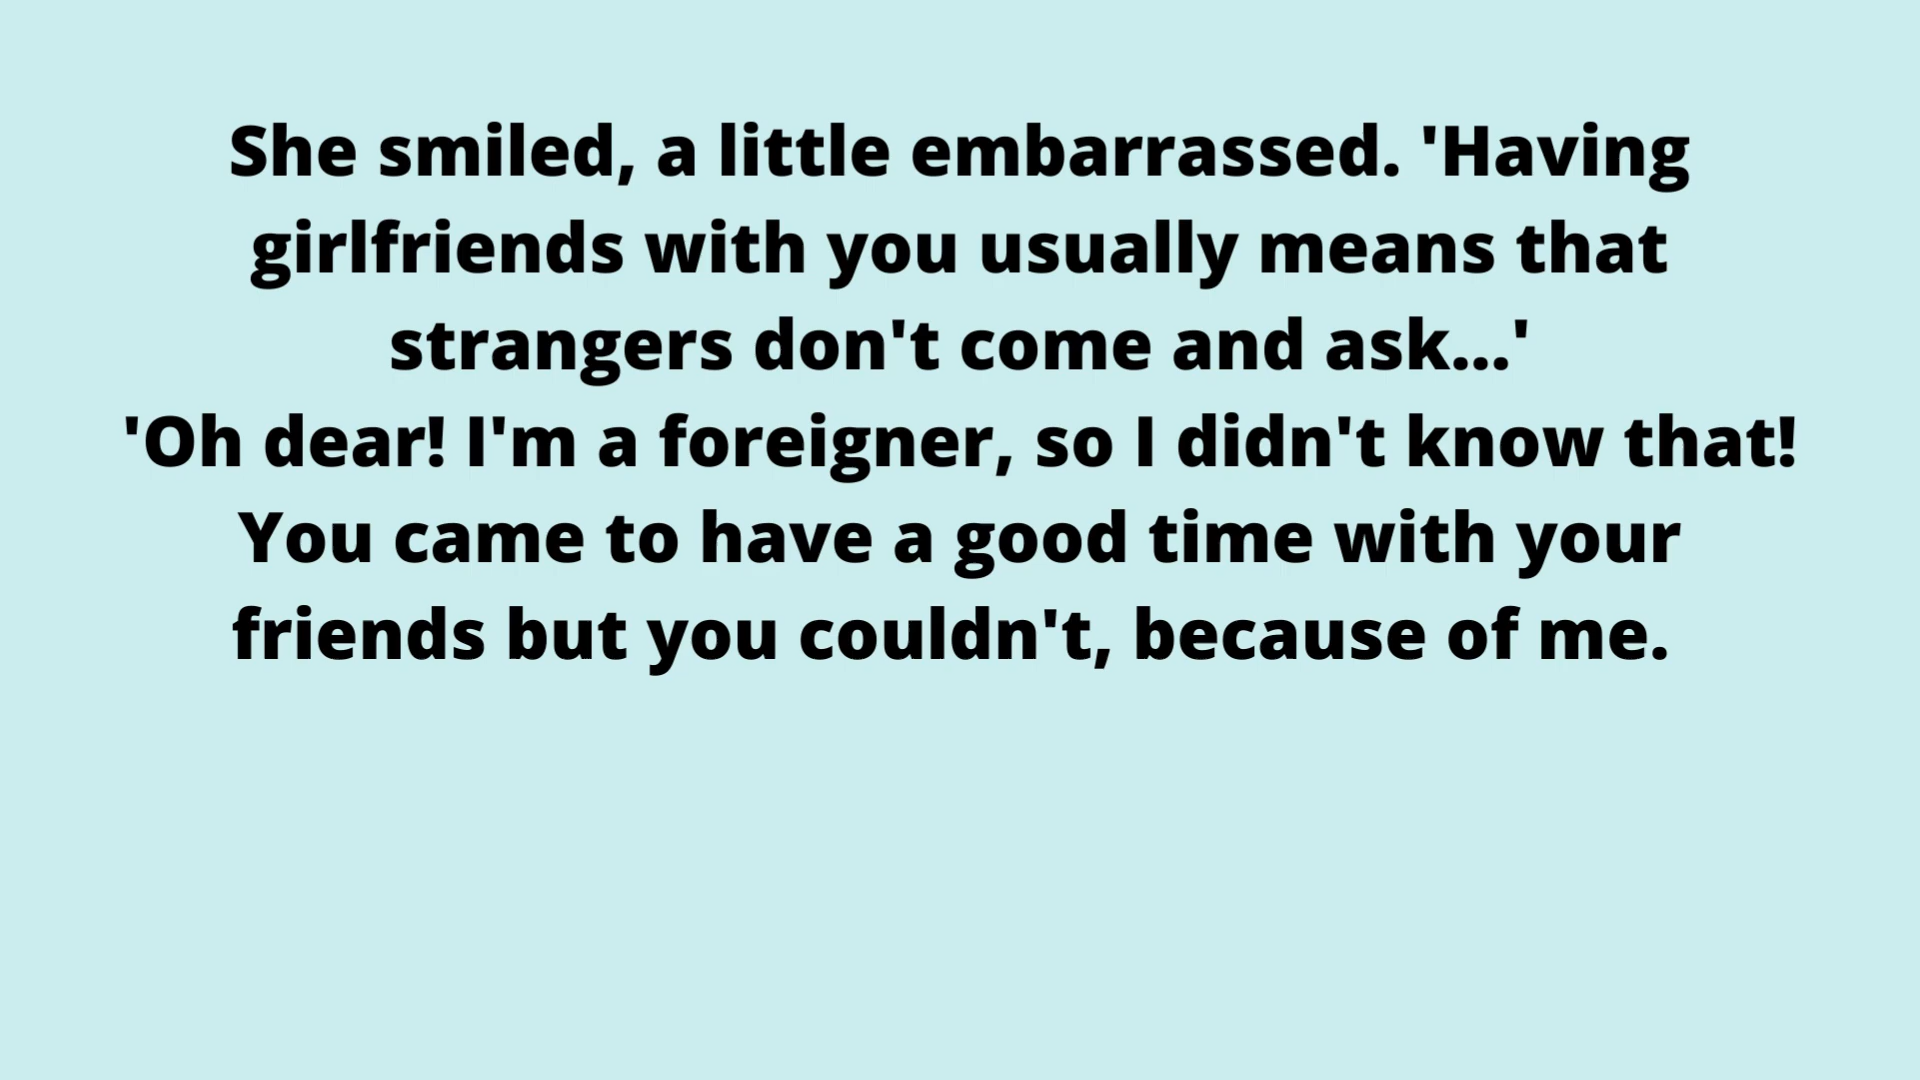 She smiled, a little embarrassed. 'Having
girlfriends with you usually means that
strangers don't come and ask...'
'Oh dear! I'm a foreigner, so I didn't know that!
You came to have a good time with your
friends but you couldn't, because of me.